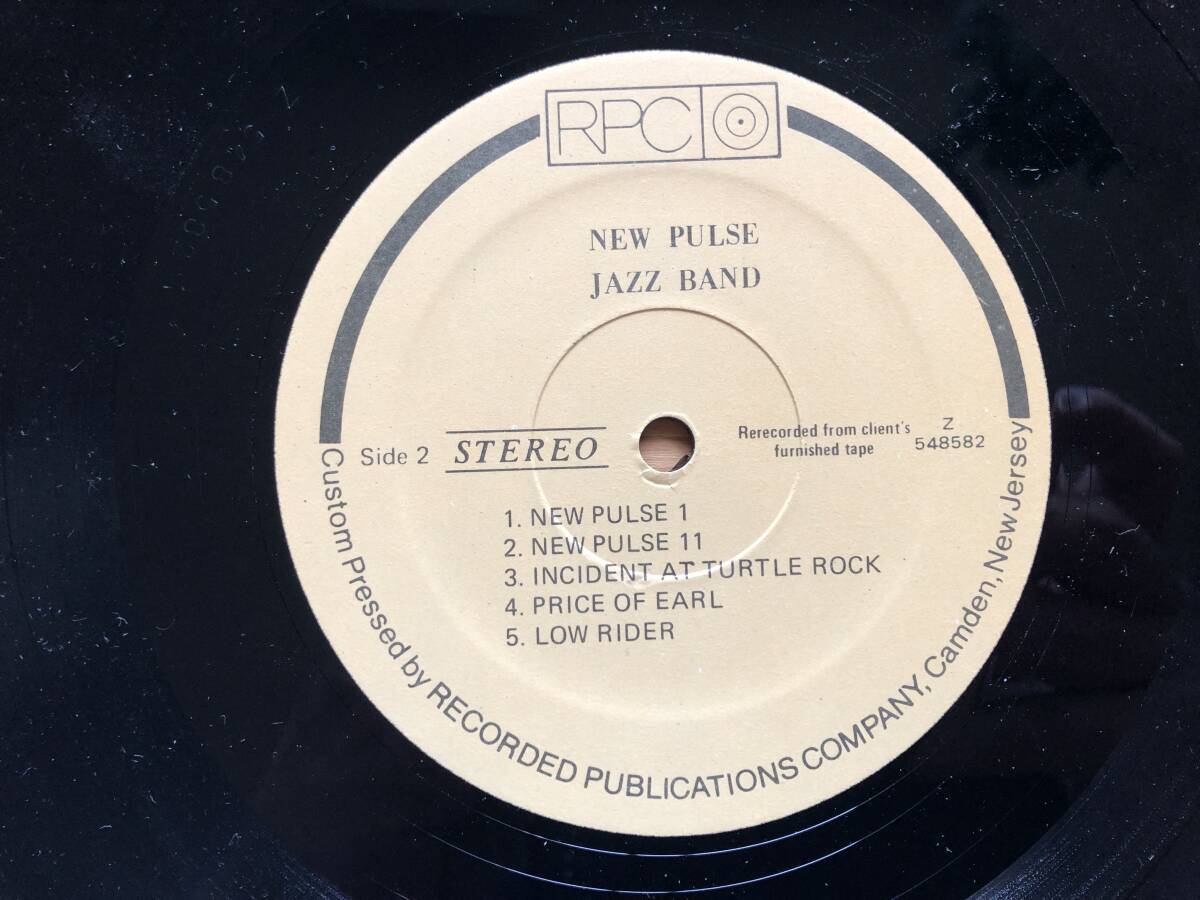 RPC
NEW PULSE
JAZZ BAND
Side 2
STEREO
Rerecorded from client's
furnished tape
Z
548582
1. NEW PULSE 1
2. NEW PULSE 11
3. INCIDENT AT TURTLE ROCK
4. PRICE OF EARL
5. LOW RIDER
Custom Pressed by RECORDED PUBLICATIONS COMPANY, Camden, New Jersey